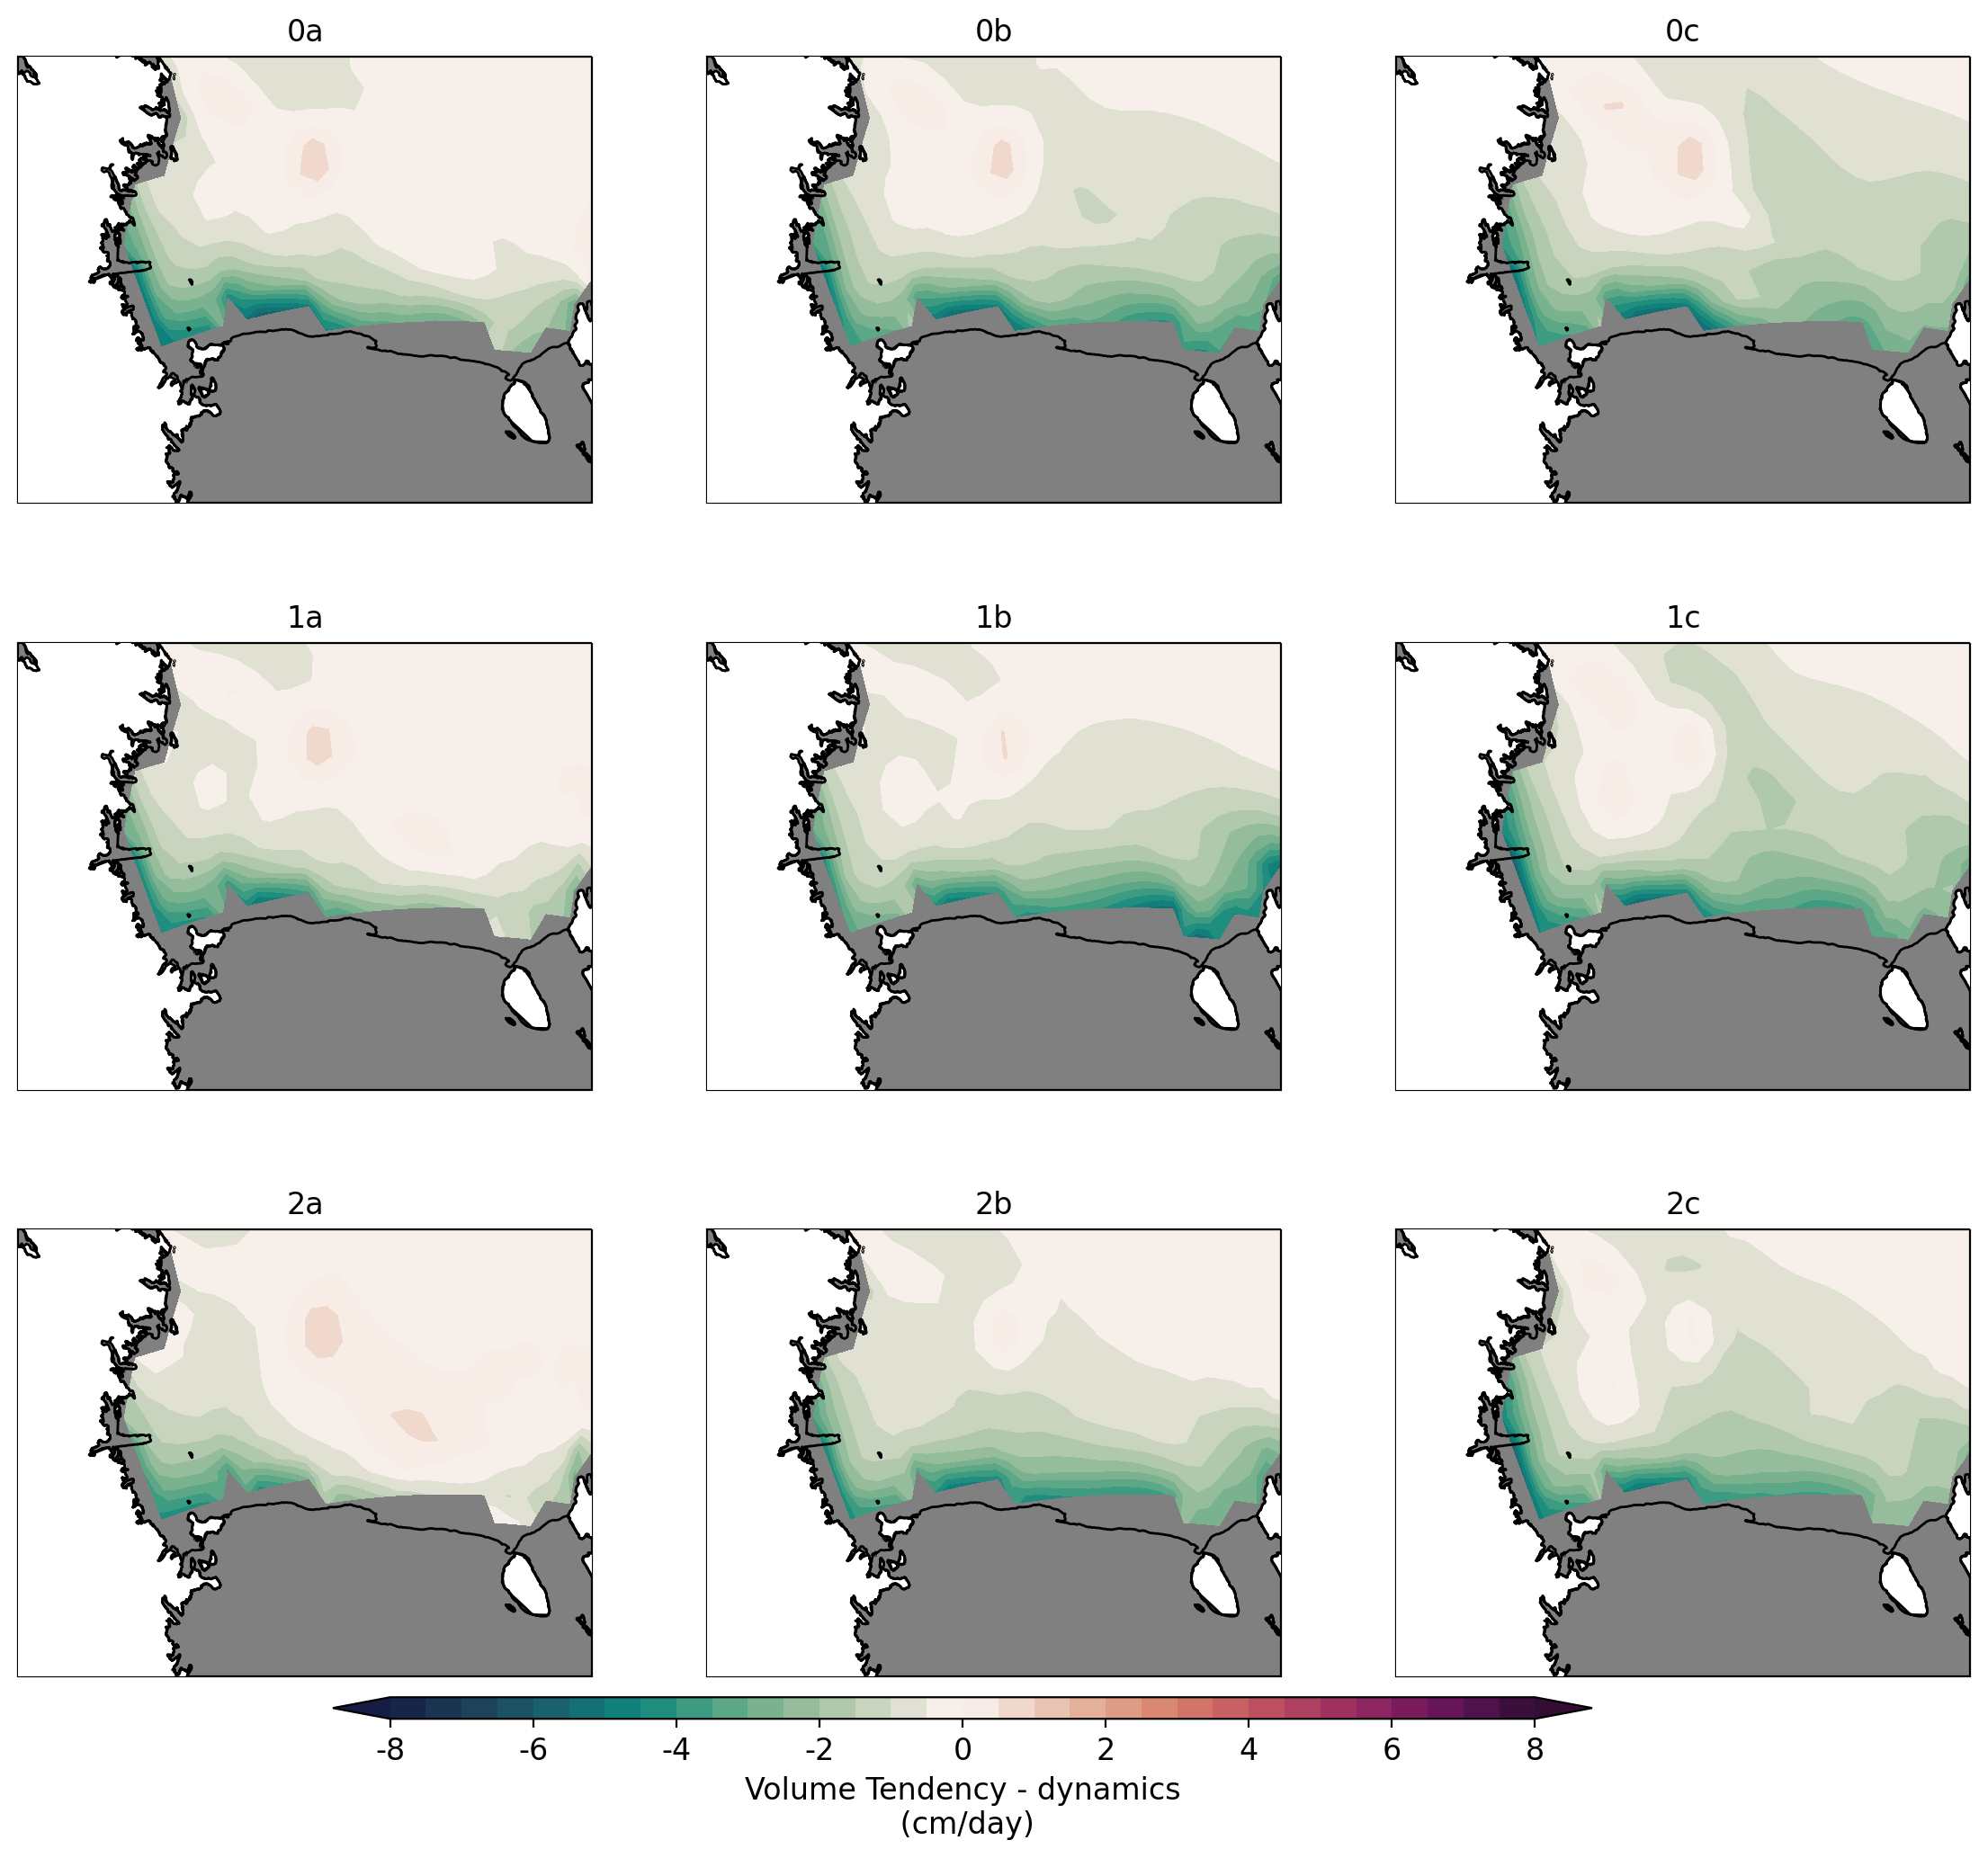 0a 0b 0c
1a 1b 1c
2a 2b 2c
-8 -6 -4 -2 0 2 4 6 8
Volume Tendency - dynamics
(cm/day)